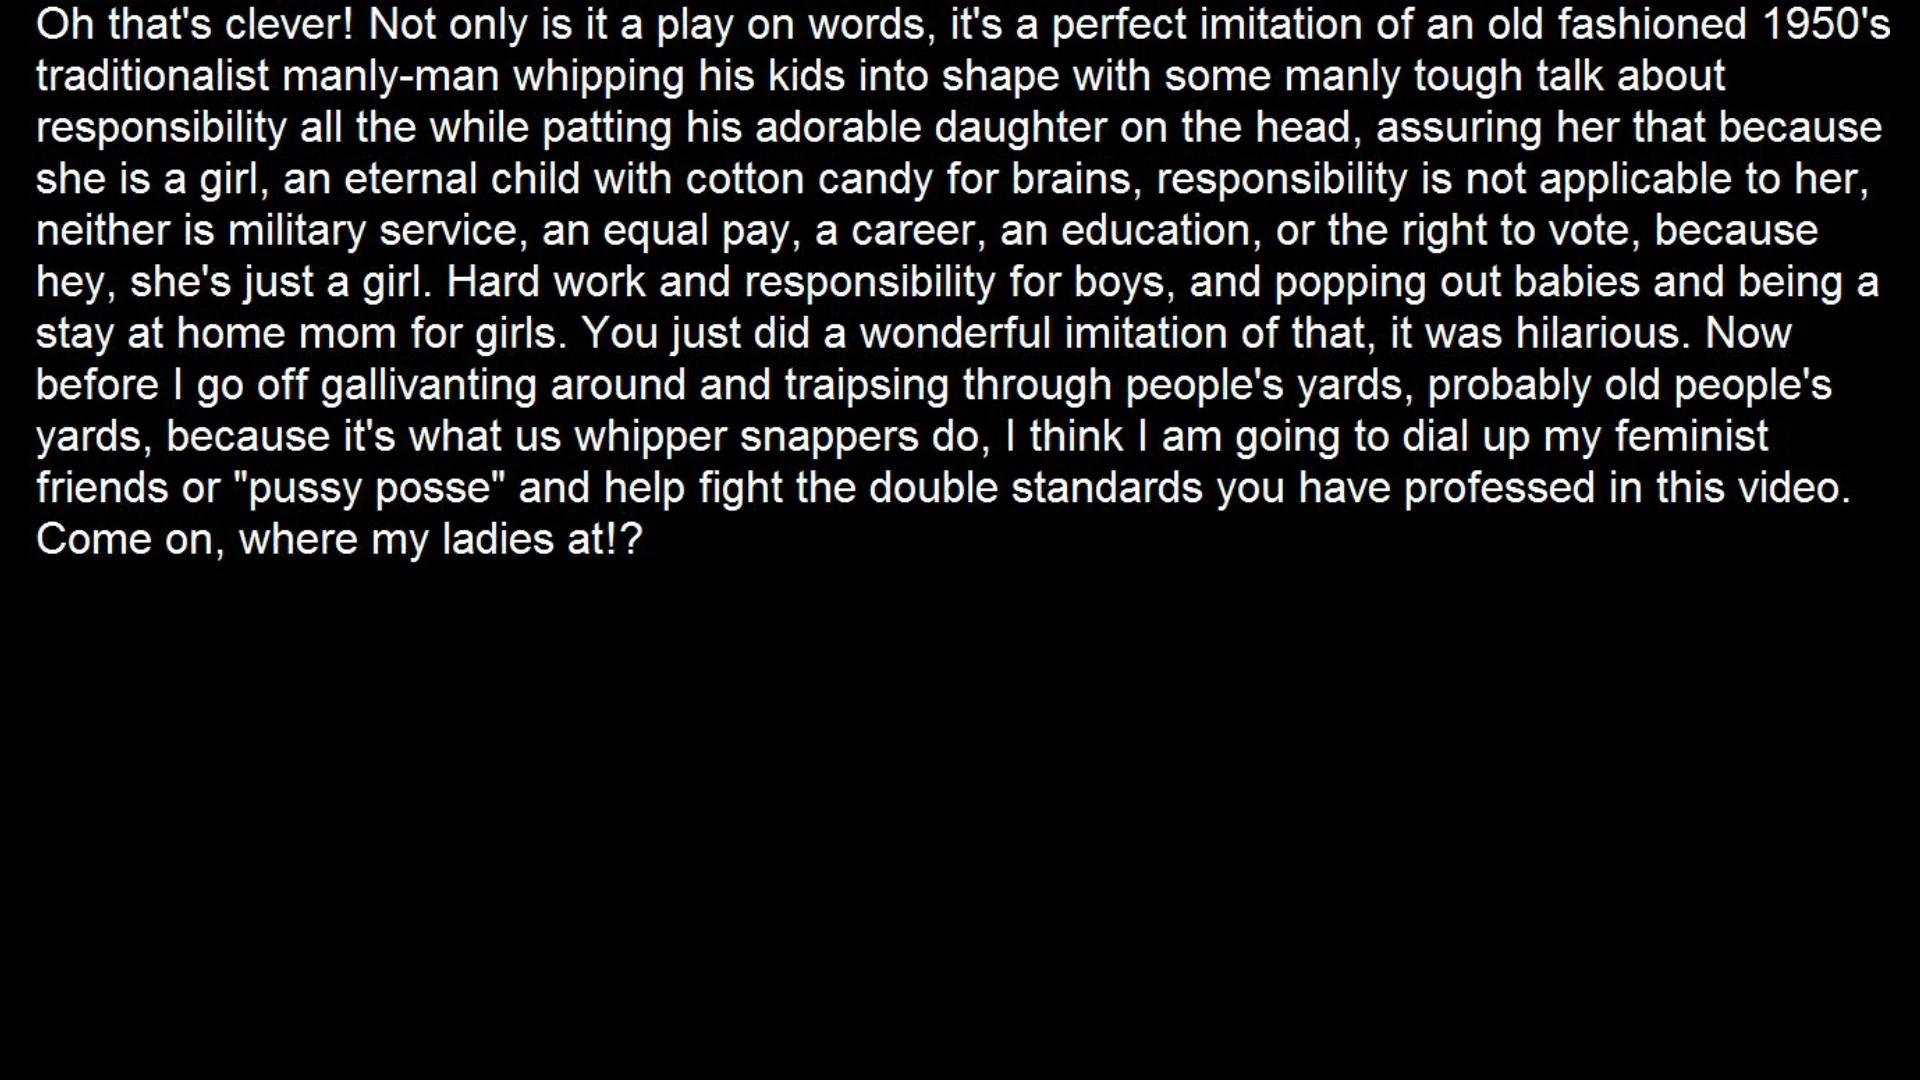 Oh that's clever! Not only is it a play on words, it's a perfect imitation of an old fashioned 1950's
traditionalist manly-man whipping his kids into shape with some manly tough talk about
responsibility all the while patting his adorable daughter on the head, assuring her that because
she is a girl, an eternal child with cotton candy for brains, responsibility is not applicable to her,
neither is military service, an equal pay, a career, an education, or the right to vote, because
hey, she's just a girl. Hard work and responsibility for boys, and popping out babies and being a
stay at home mom for girls. You just did a wonderful imitation of that, it was hilarious. Now
before I go off gallivanting around and traipsing through people's yards, probably old people's
yards, because it's what us whipper snappers do, I think I am going to dial up my feminist
friends or "pussy posse" and help fight the double standards you have professed in this video.
Come on, where my ladies at!?